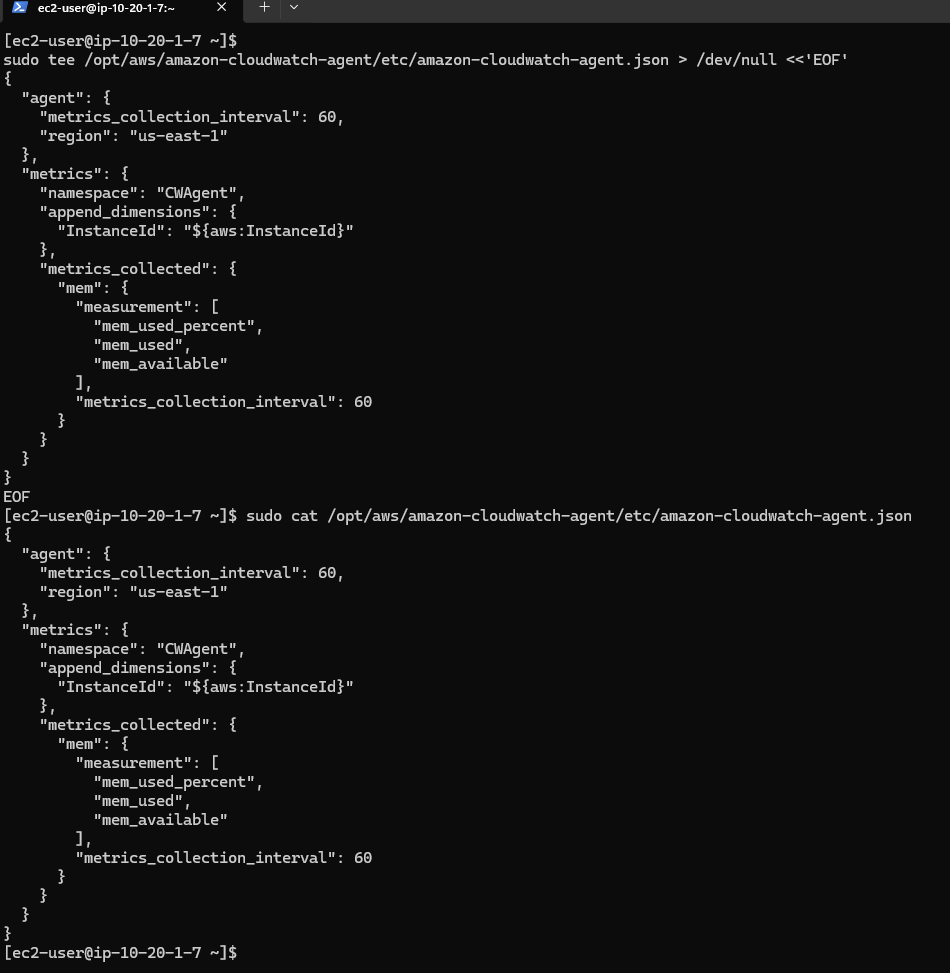 ec2-user@ip-10-20-1-7:~
[ec2-user@ip-10-20-1-7 ~]$
sudo tee /opt/aws/amazon-cloudwatch-agent/etc/amazon-cloudwatch-agent.json > /dev/null <<'EOF'
{
  "agent": {
    "metrics_collection_interval": 60,
    "region": "us-east-1"
  },
  "metrics": {
    "namespace": "CWAgent",
    "append_dimensions": {
      "InstanceId": "${aws:InstanceId}"
    },
    "metrics_collected": {
      "mem": {
        "measurement": [
          "mem_used_percent",
          "mem_used",
          "mem_available"
        ],
        "metrics_collection_interval": 60
      }
    }
  }
}
EOF
[ec2-user@ip-10-20-1-7 ~]$ sudo cat /opt/aws/amazon-cloudwatch-agent/etc/amazon-cloudwatch-agent.json
{
  "agent": {
    "metrics_collection_interval": 60,
    "region": "us-east-1"
  },
  "metrics": {
    "namespace": "CWAgent",
    "append_dimensions": {
      "InstanceId": "${aws:InstanceId}"
    },
    "metrics_collected": {
      "mem": {
        "measurement": [
          "mem_used_percent",
          "mem_used",
          "mem_available"
        ],
        "metrics_collection_interval": 60
      }
    }
  }
}
[ec2-user@ip-10-20-1-7 ~]$